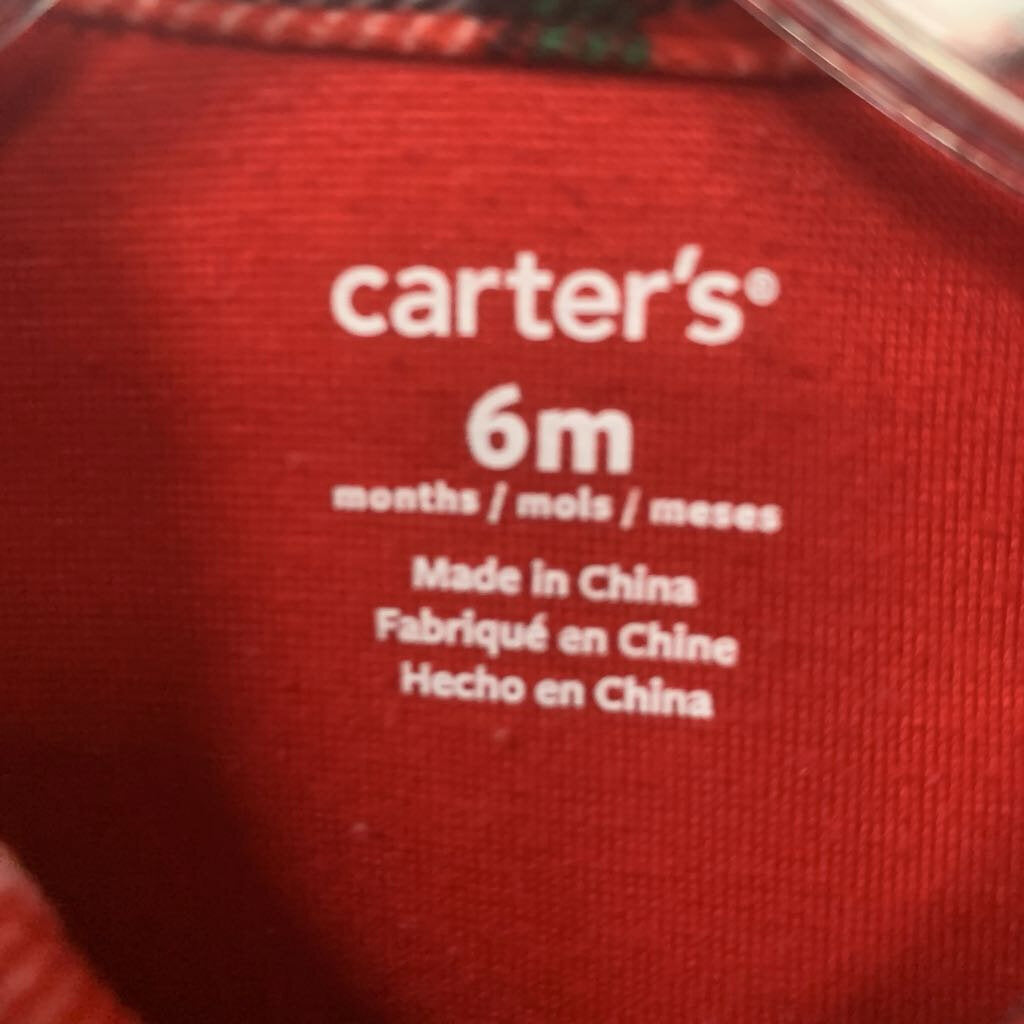 carter's®
6m
months / mois / meses
Made in China
Fabriqué en Chine
Hecho en China